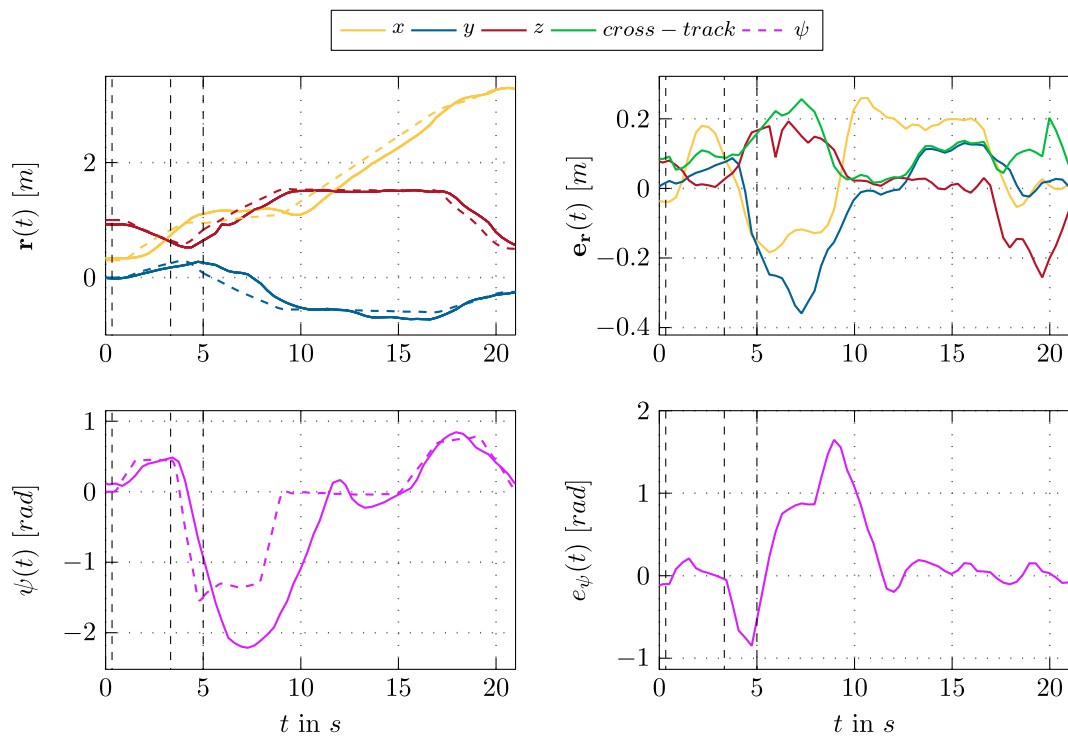 x y z cross − track ψ
r(t) [m]
2
0
0 5 10 15 20
e_r(t) [m]
0.2
0
−0.2
−0.4
0 5 10 15 20
ψ(t) [rad]
1
0
−1
−2
0 5 10 15 20
t in s
e_ψ(t) [rad]
2
1
0
−1
0 5 10 15 20
t in s